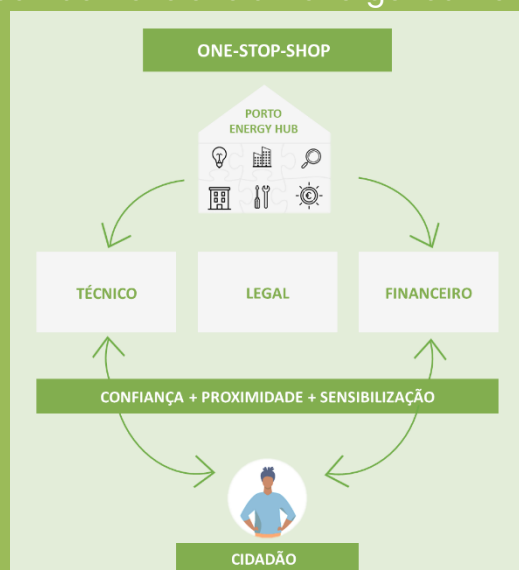 ONE-STOP-SHOP
PORTO
ENERGY HUB
TÉCNICO
LEGAL
FINANCEIRO
CONFIANÇA + PROXIMIDADE + SENSIBILIZAÇÃO
CIDADÃO